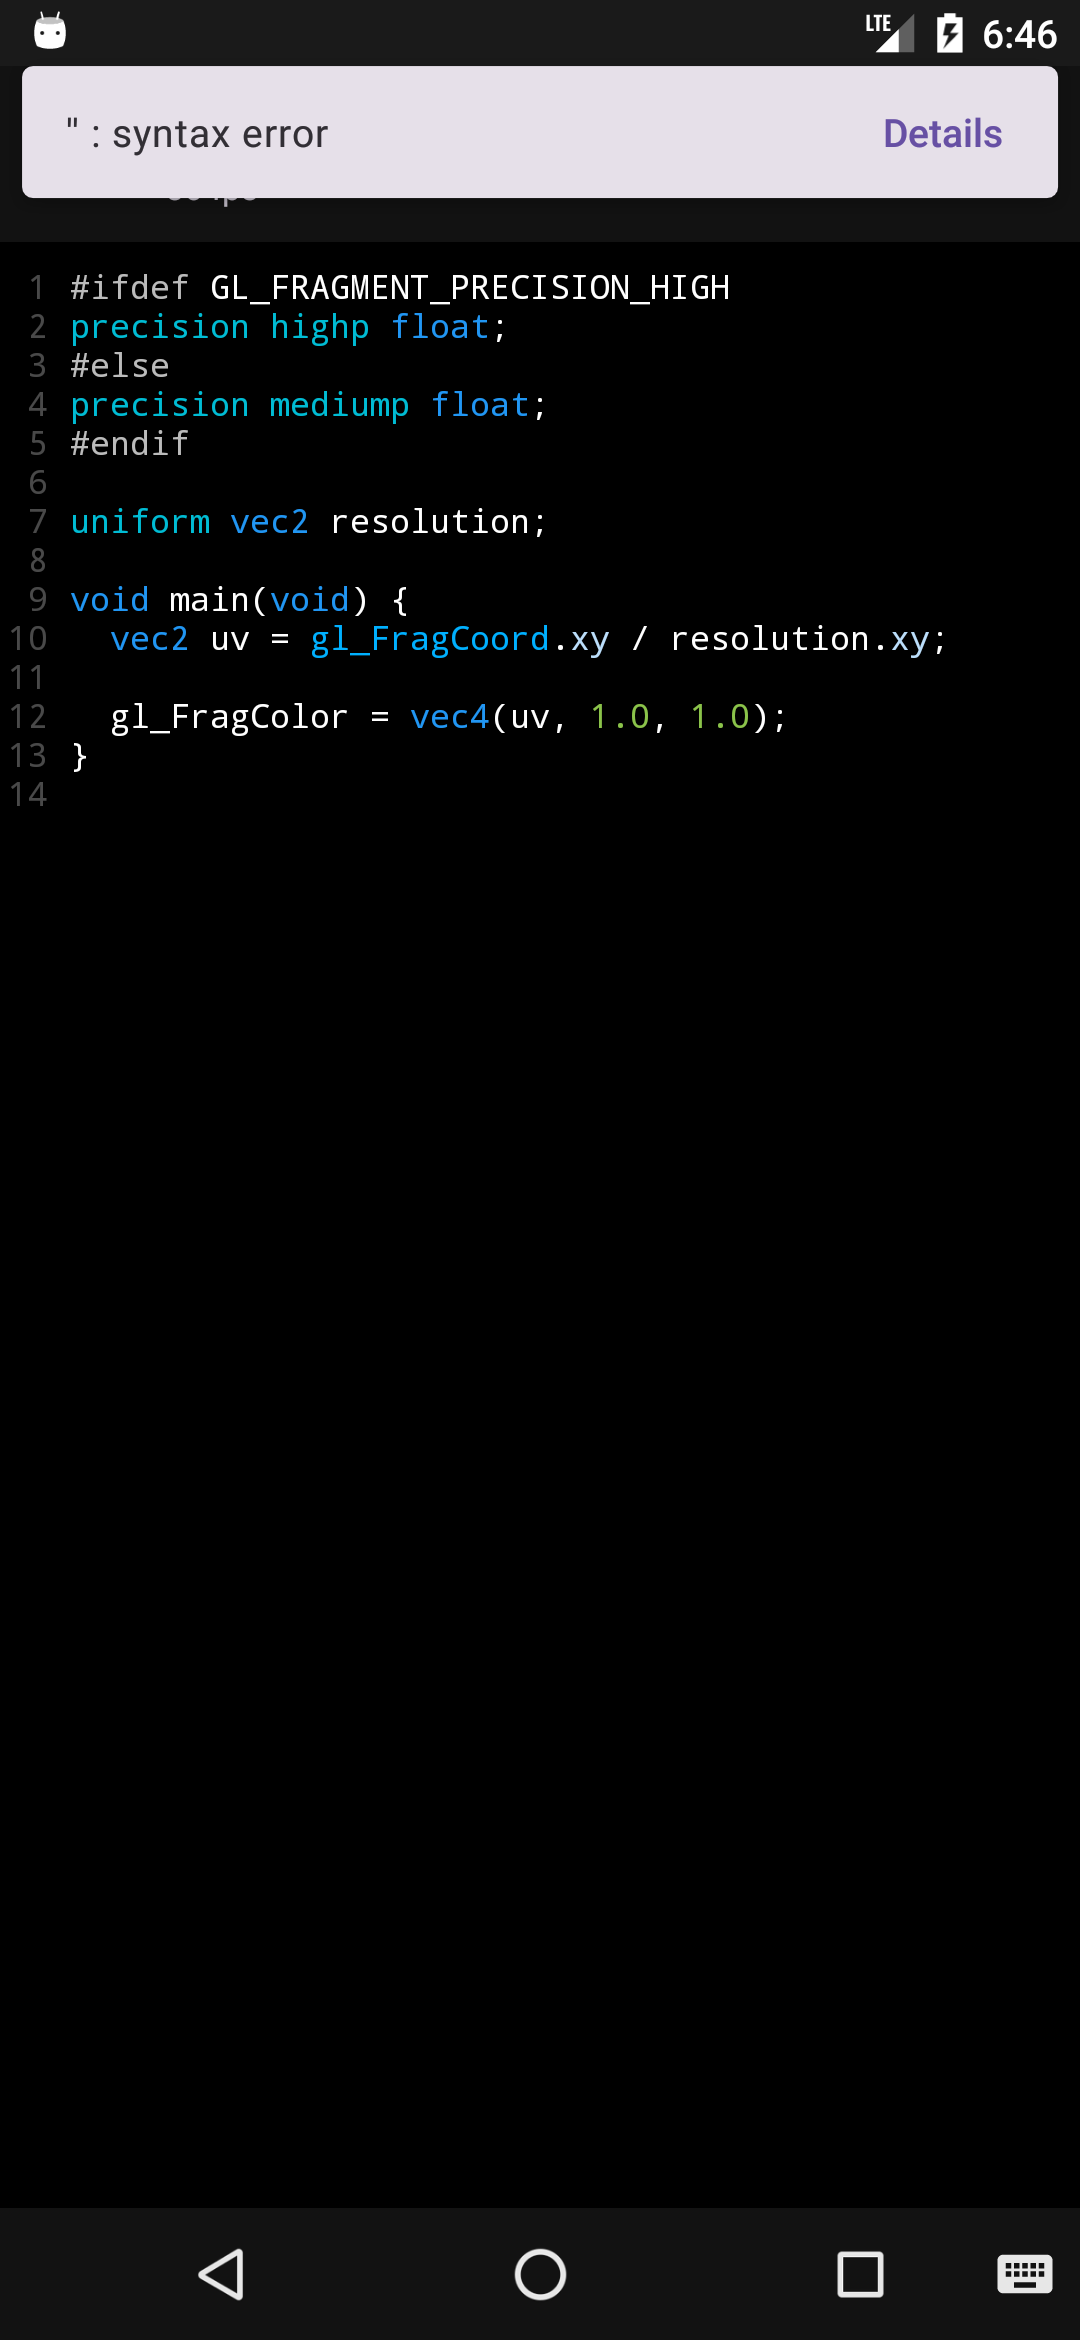 LTE 6:46
" : syntax error Details
1 #ifdef GL_FRAGMENT_PRECISION_HIGH
2 precision highp float;
3 #else
4 precision mediump float;
5 #endif
6
7 uniform vec2 resolution;
8
9 void main(void) {
10   vec2 uv = gl_FragCoord.xy / resolution.xy;
11
12   gl_FragColor = vec4(uv, 1.0, 1.0);
13 }
14